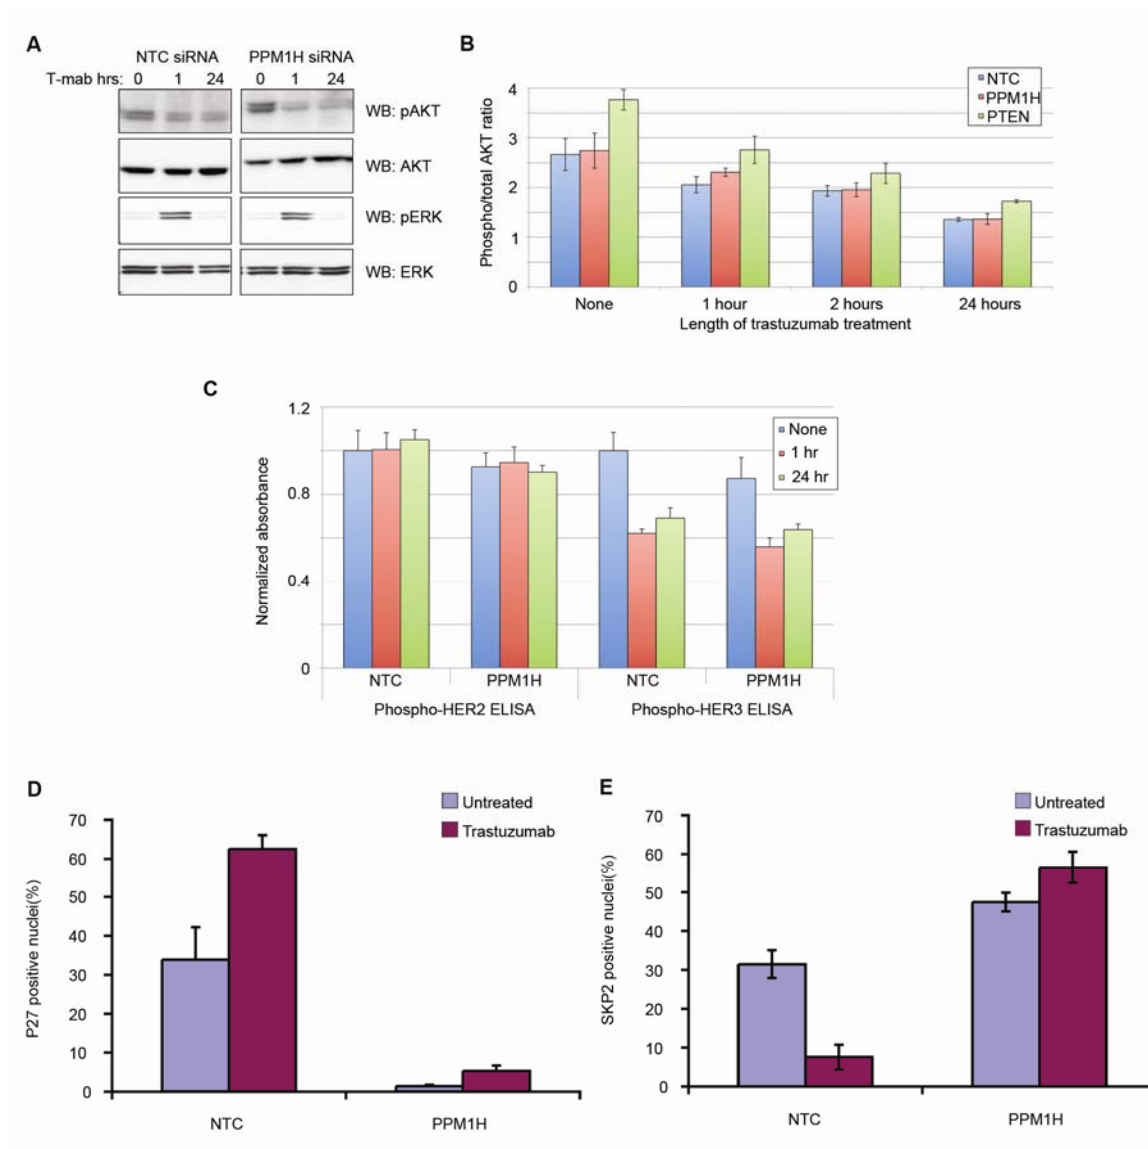 A
NTC siRNA PPM1H siRNA
T-mab hrs: 0 1 24 0 1 24
WB: pAKT
WB: AKT
WB: pERK
WB: ERK
B
NTC
PPM1H
PTEN
Phospho/total AKT ratio
4
3
2
1
0
None 1 hour 2 hours 24 hours
Length of trastuzumab treatment
C
None
1 hr
24 hr
Normalized absorbance
1.2
0.8
0.4
0
NTC PPM1H NTC PPM1H
Phospho-HER2 ELISA Phospho-HER3 ELISA
D
Untreated
Trastuzumab
P27 positive nuclei(%)
70
60
50
40
30
20
10
0
NTC PPM1H
E
Untreated
Trastuzumab
SKP2 positive nuclei(%)
70
60
50
40
30
20
10
0
NTC PPM1H